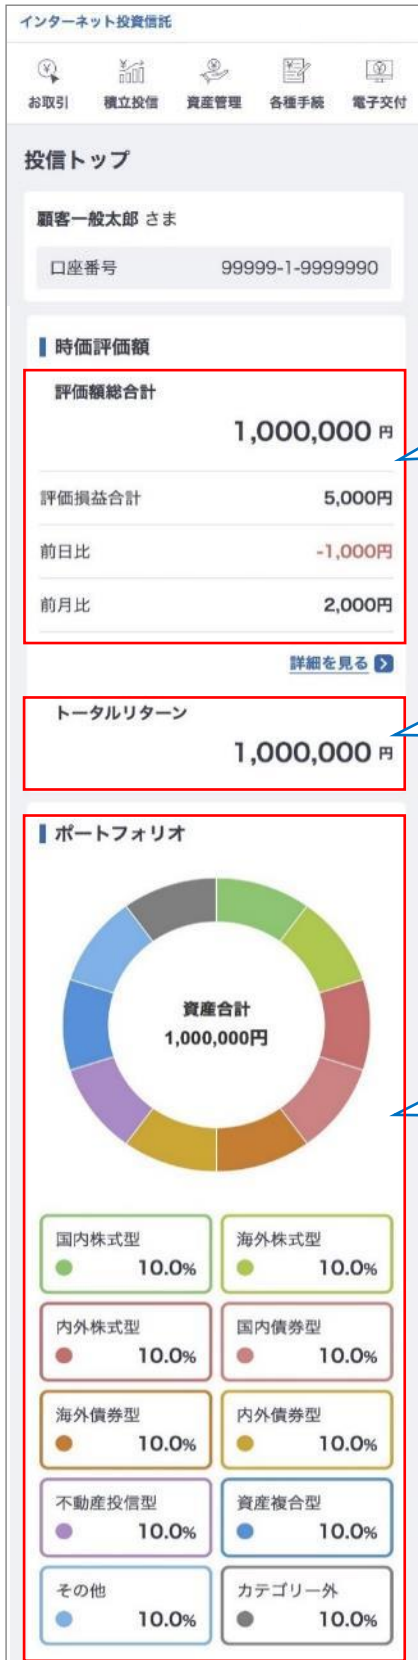 インターネット投資信託
お取引 積立投信 資産管理 各種手続 電子交付
投信トップ
顧客一般太郎 さま
口座番号 99999-1-9999990
時価評価額
評価額総合計
1,000,000 円
評価損益合計 5,000円
前日比 -1,000円
前月比 2,000円
詳細を見る
トータルリターン
1,000,000 円
ポートフォリオ
資産合計
1,000,000円
国内株式型 海外株式型
10.0% 10.0%
内外株式型 国内債券型
10.0% 10.0%
海外債券型 内外債券型
10.0% 10.0%
不動産投信型 資産複合型
10.0% 10.0%
その他 カテゴリー外
10.0% 10.0%